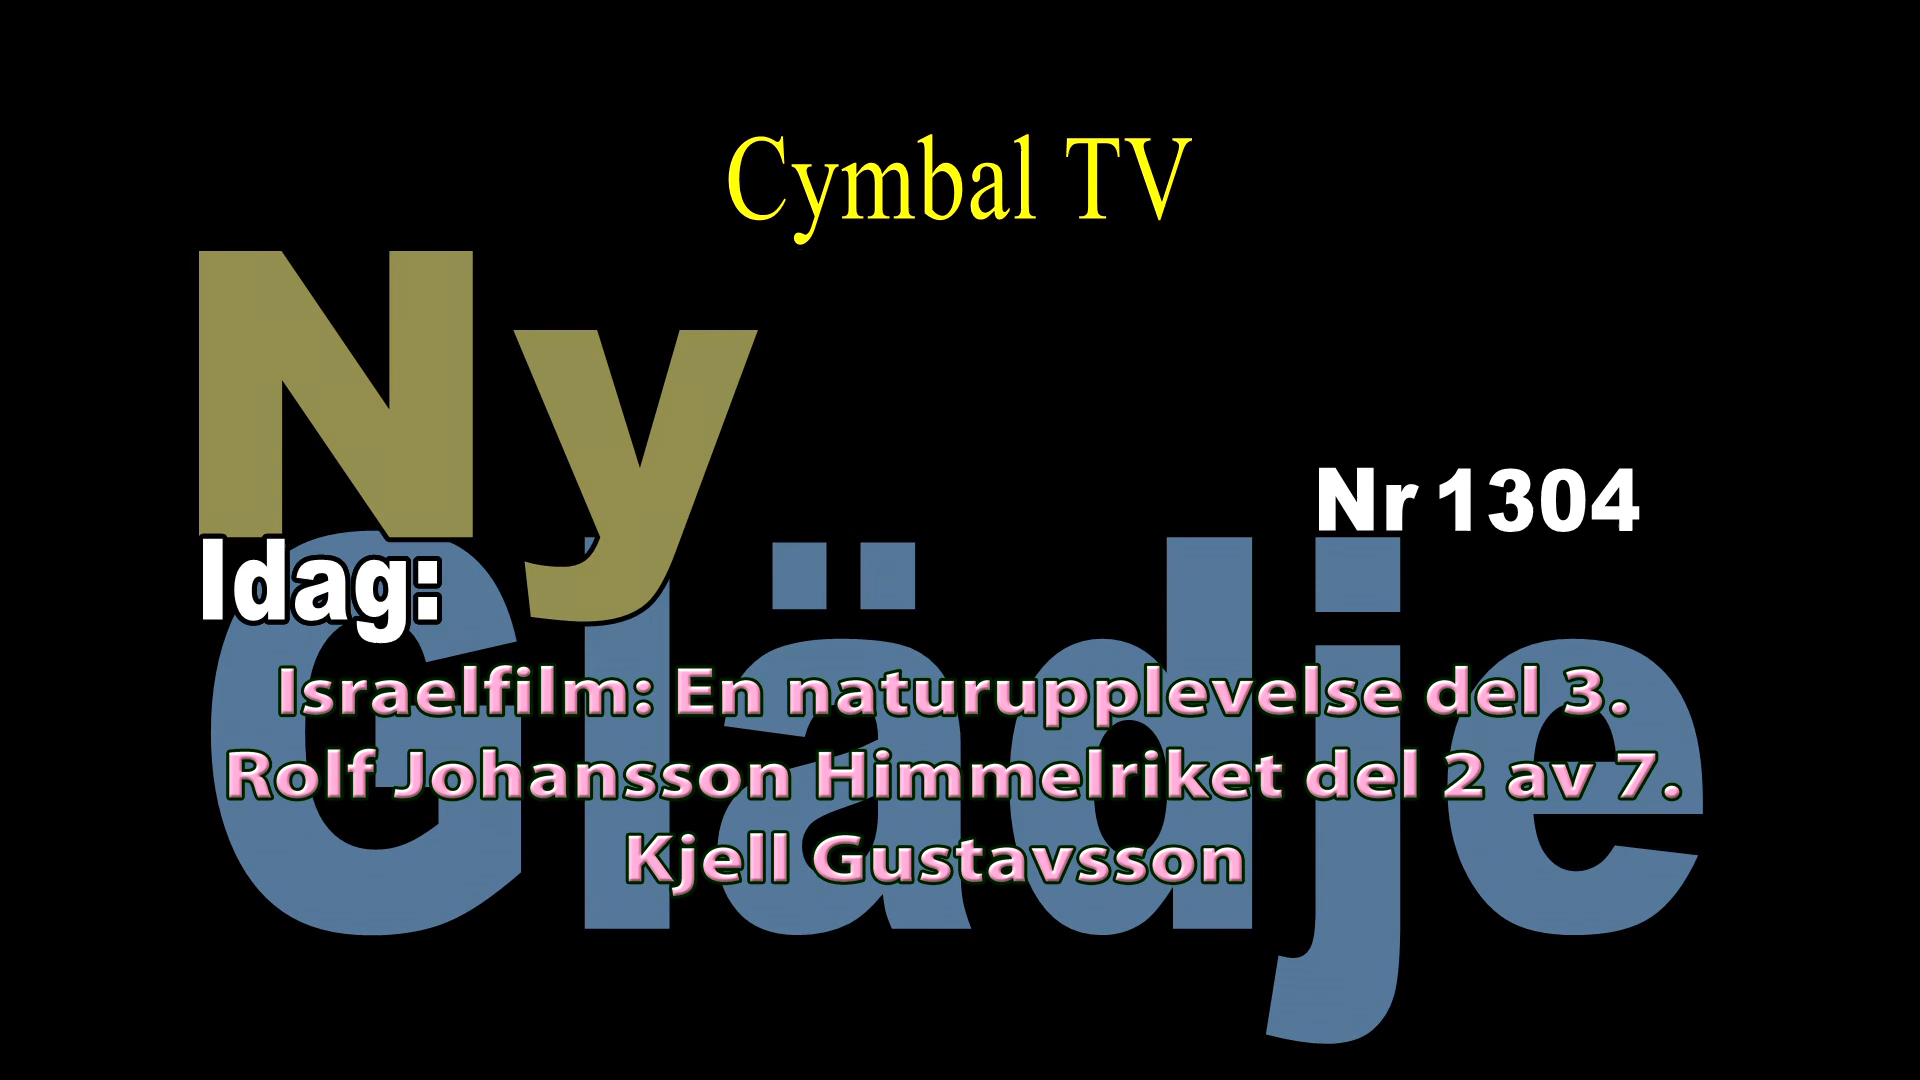 Cymbal TV
Ny
Nr 1304
Glädje
Idag:
Israelfilm: En naturupplevelse del 3.
Rolf Johansson Himmelriket del 2 av 7.
Kjell Gustavsson